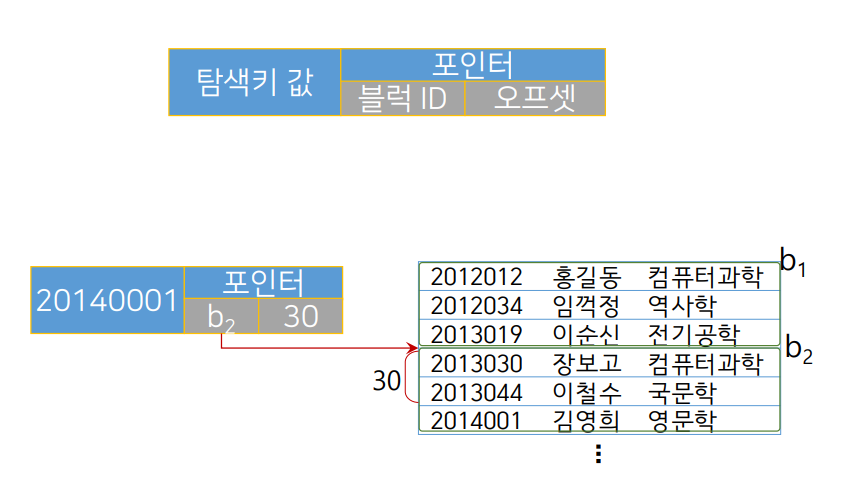 탐색키 값 포인터
블럭 ID 오프셋
20140001 포인터
b2 30
b1
2012012 홍길동 컴퓨터과학
2012034 임꺽정 역사학
2013019 이순신 전기공학
b2
2013030 장보고 컴퓨터과학
30
2013044 이철수 국문학
2014001 김영희 영문학
⋮